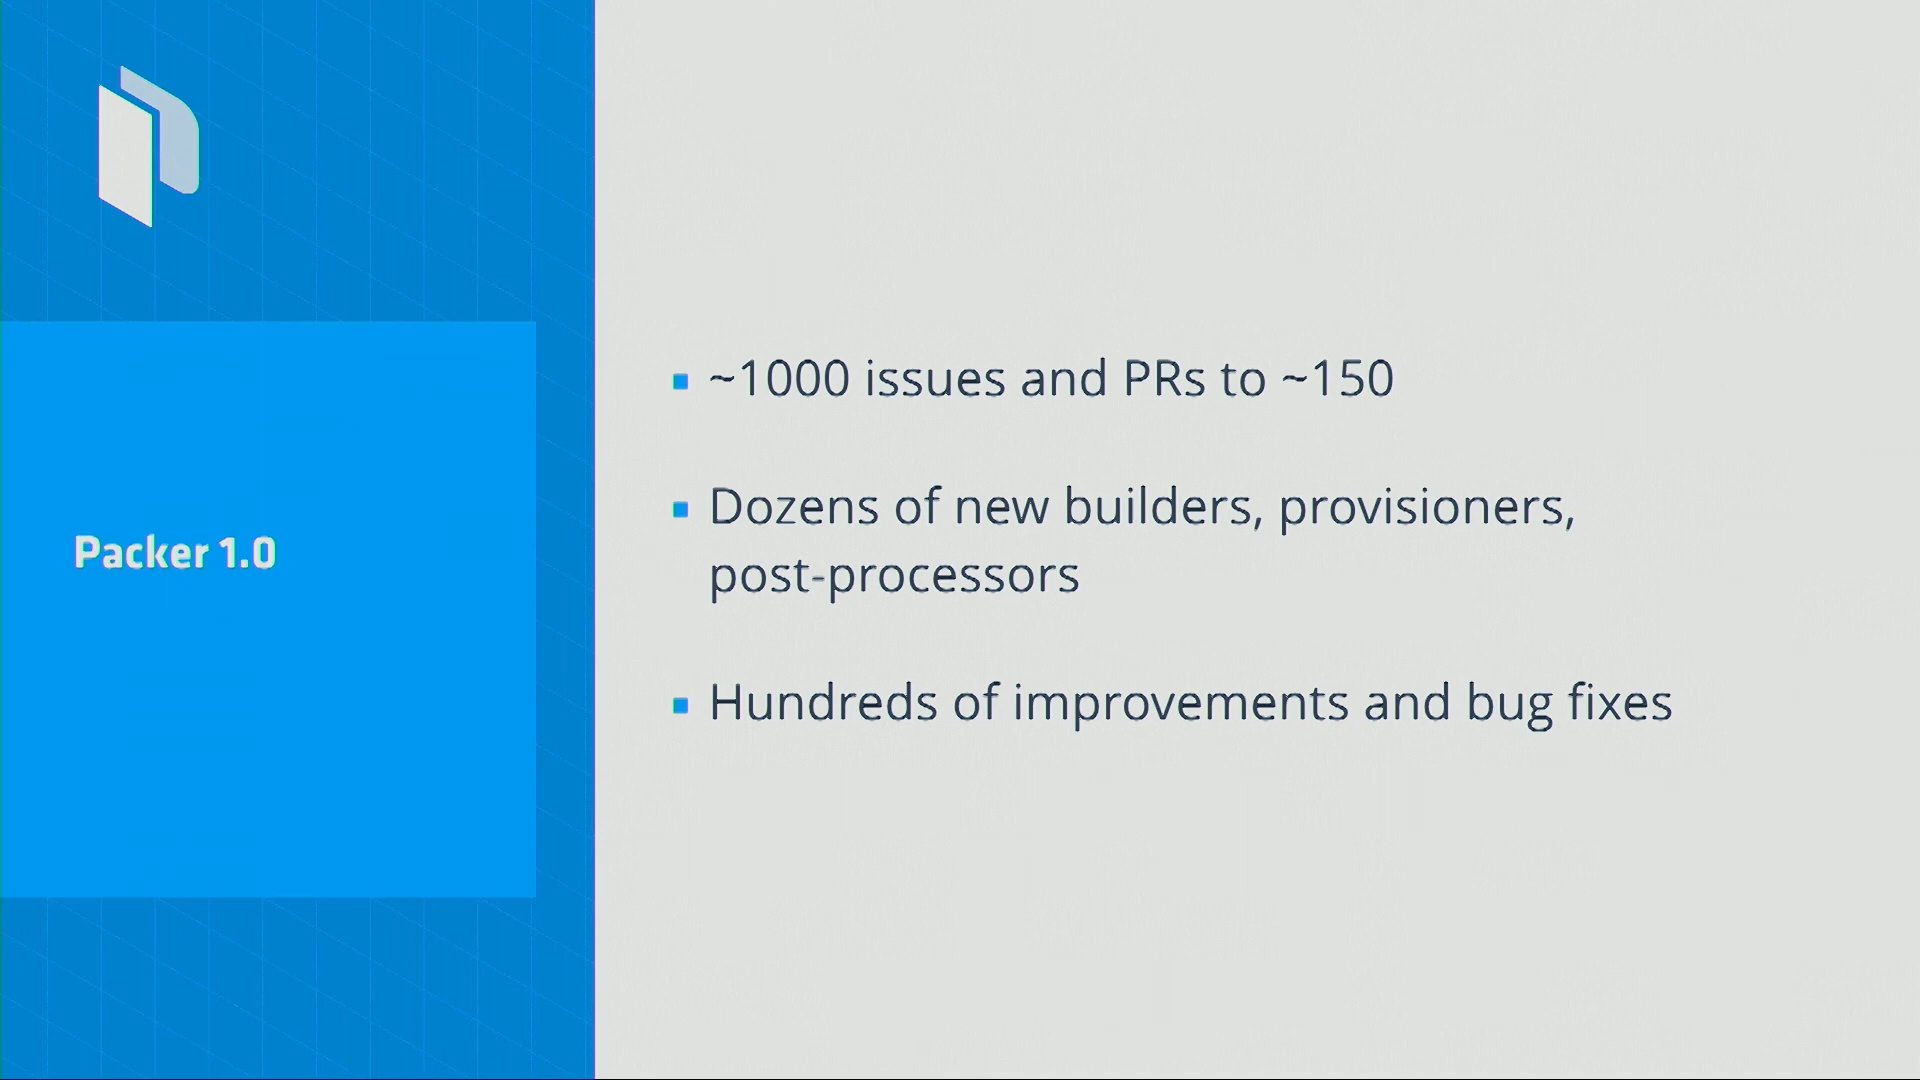 Packer 1.0
~1000 issues and PRs to ~150
Dozens of new builders, provisioners,
post-processors
Hundreds of improvements and bug fixes